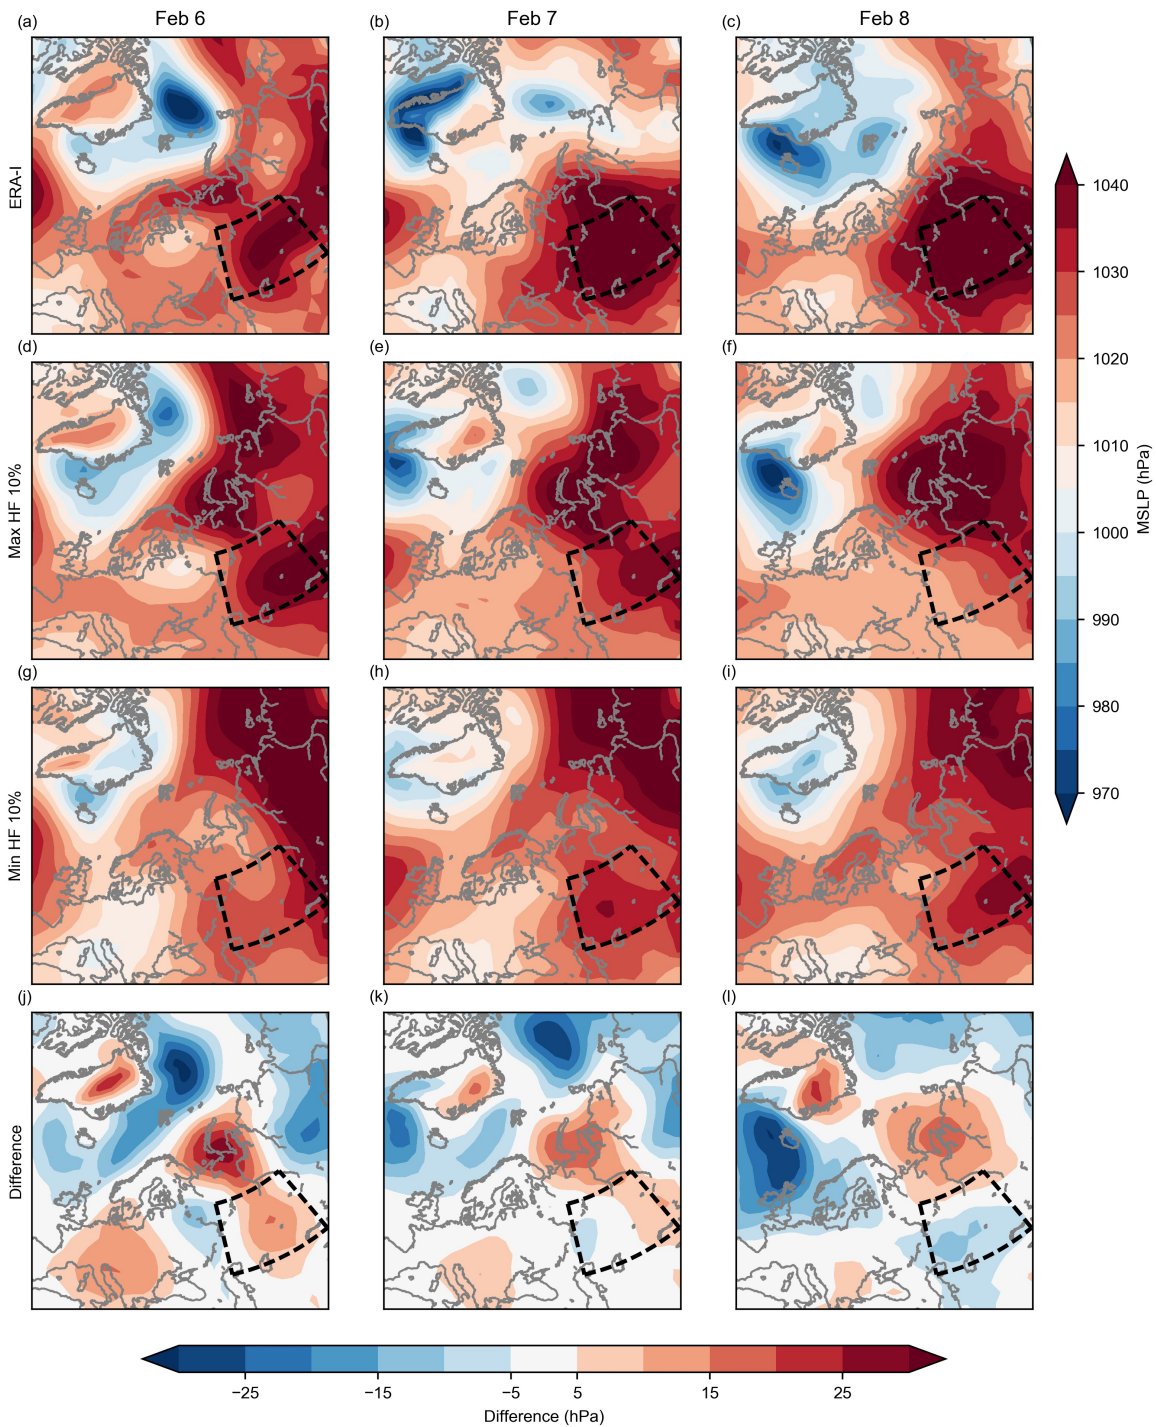 (a) Feb 6
(b) Feb 7
(c) Feb 8
ERA-I
(d)
(e)
(f)
Max HF 10%
(g)
(h)
(i)
Min HF 10%
(j)
(k)
(l)
Difference
1040
1030
1020
1010
1000
990
980
970
MSLP (hPa)
−25 −15 −5 5 15 25
Difference (hPa)